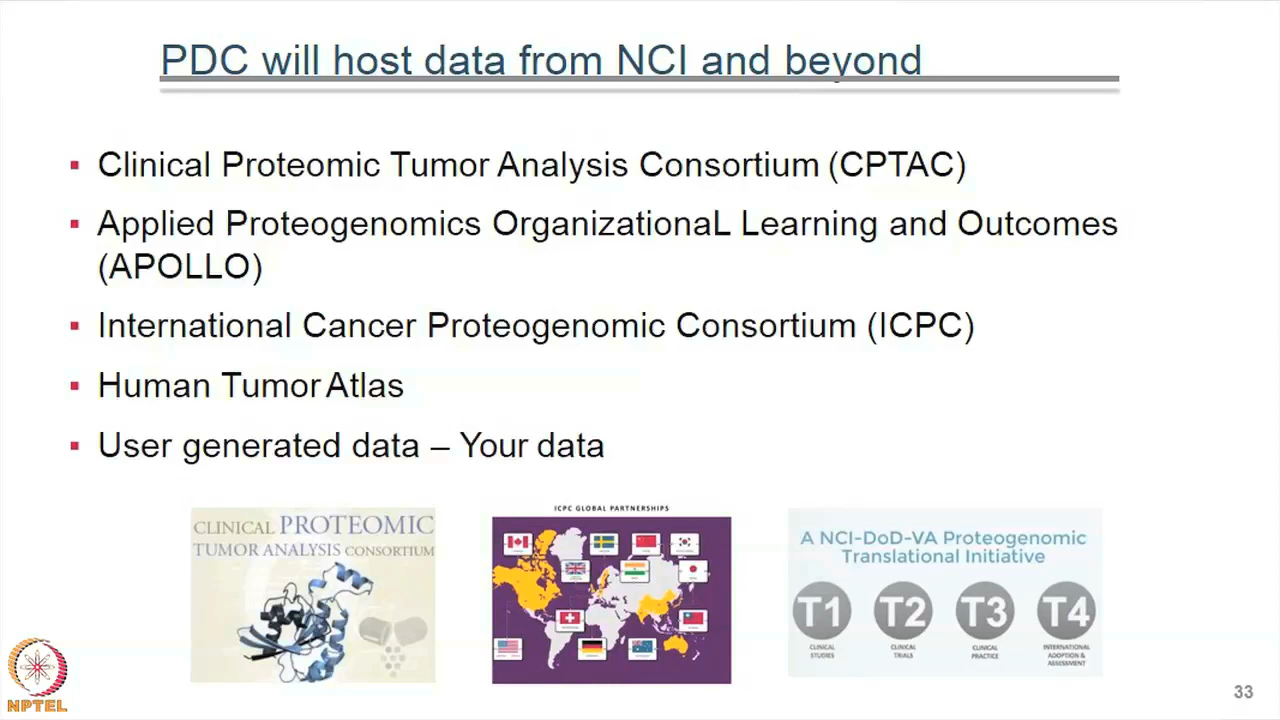 PDC will host data from NCI and beyond
Clinical Proteomic Tumor Analysis Consortium (CPTAC)
Applied Proteogenomics OrganizationaL Learning and Outcomes
(APOLLO)
International Cancer Proteogenomic Consortium (ICPC)
Human Tumor Atlas
User generated data – Your data
CLINICAL PROTEOMIC
TUMOR ANALYSIS CONSORTIUM
ICPC GLOBAL PARTNERSHIPS
A NCI-DoD-VA Proteogenomic
Translational Initiative
T1 T2 T3 T4
CLINICAL STUDIES
CLINICAL TRIALS
CLINICAL PRACTICE
INTERNATIONAL ADOPTION & ASSESSMENT
NPTEL
33